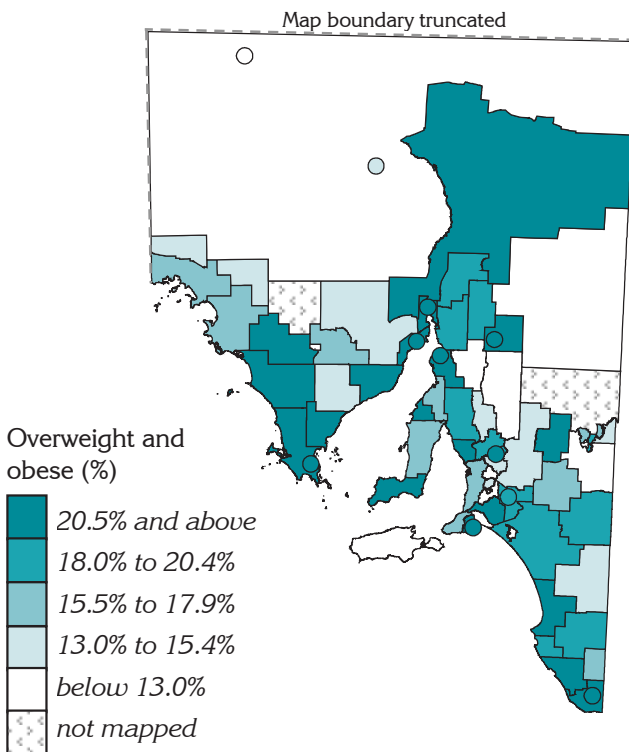 Map boundary truncated
Overweight and
obese (%)
20.5% and above
18.0% to 20.4%
15.5% to 17.9%
13.0% to 15.4%
below 13.0%
not mapped